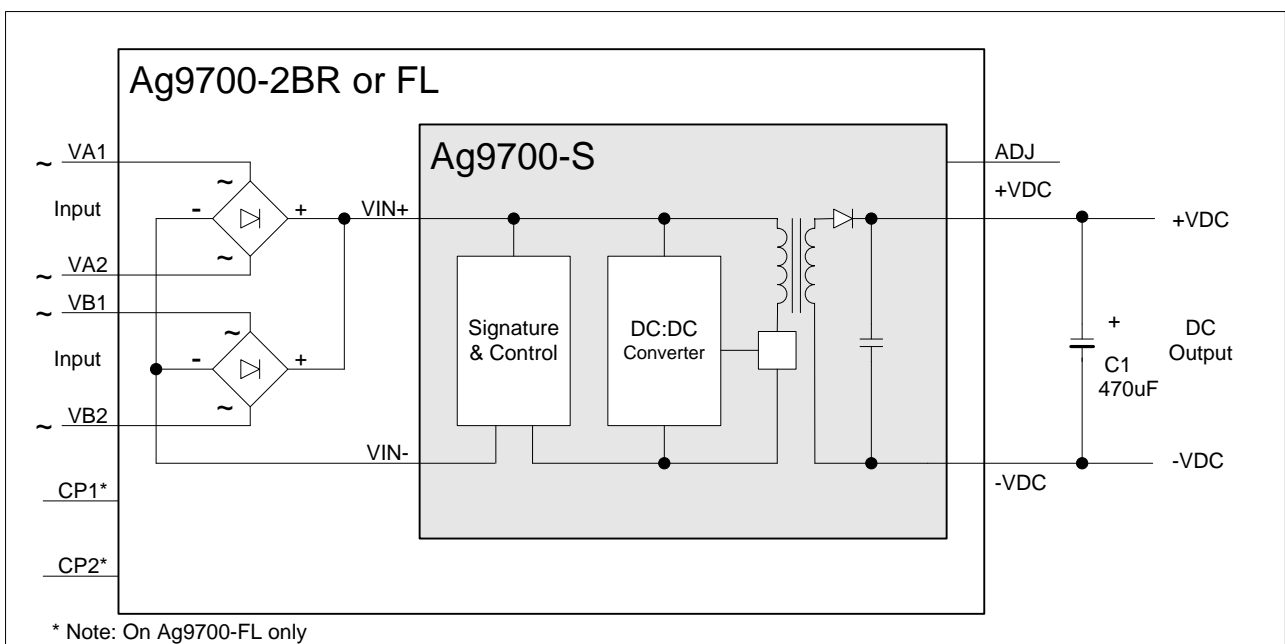 Ag9700-2BR or FL
Ag9700-S
~ VA1
~
Input
- +
VIN+
~
~ VA2
~ VB1
~
Input
- +
~
~ VB2
VIN-
CP1*
CP2*
Signature
& Control
DC:DC
Converter
ADJ
+VDC
+VDC
+
C1
470uF
DC
Output
-VDC
-VDC
* Note: On Ag9700-FL only